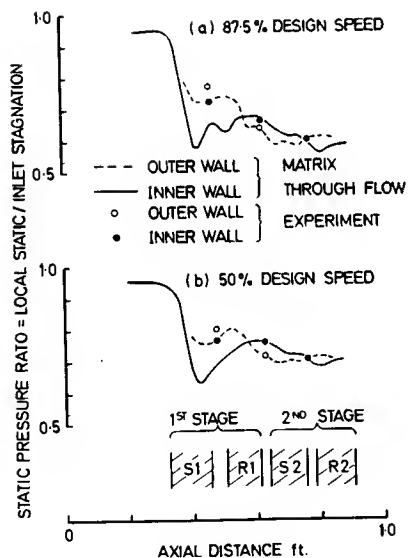 STATIC PRESSURE RATIO = LOCAL STATIC / INLET STAGNATION
1.0
(a) 87.5% DESIGN SPEED
0.5
OUTER WALL
INNER WALL
MATRIX
THROUGH FLOW
OUTER WALL
INNER WALL
EXPERIMENT
1.0
(b) 50% DESIGN SPEED
0.5
1ST STAGE
2ND STAGE
S1
R1
S2
R2
0
1.0
AXIAL DISTANCE ft.